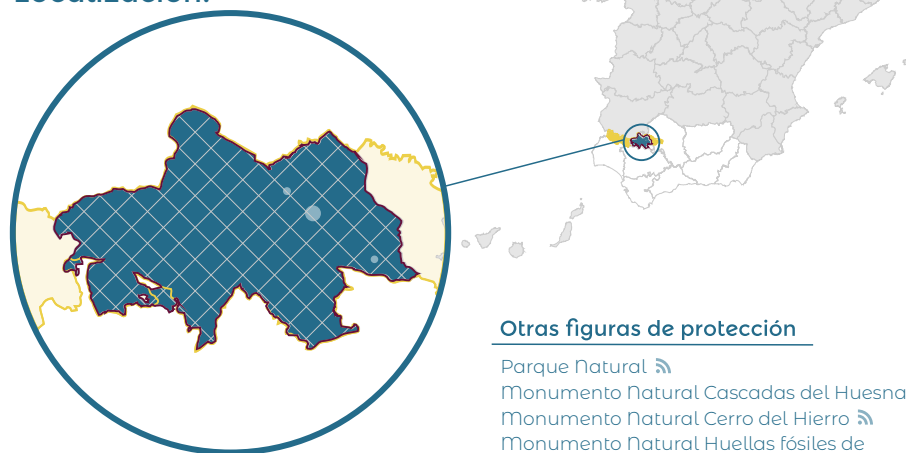 Localización:
Otras figuras de protección
Parque Natural
Monumento Natural Cascadas del Huesna
Monumento Natural Cerro del Hierro
Monumento Natural Huellas fósiles de